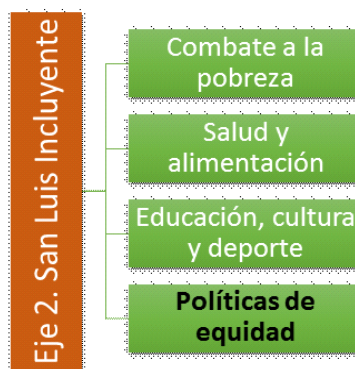 Eje 2. San Luis Incluyente
Combate a la
pobreza
Salud y
alimentación
Educación, cultura
y deporte
Políticas de
equidad